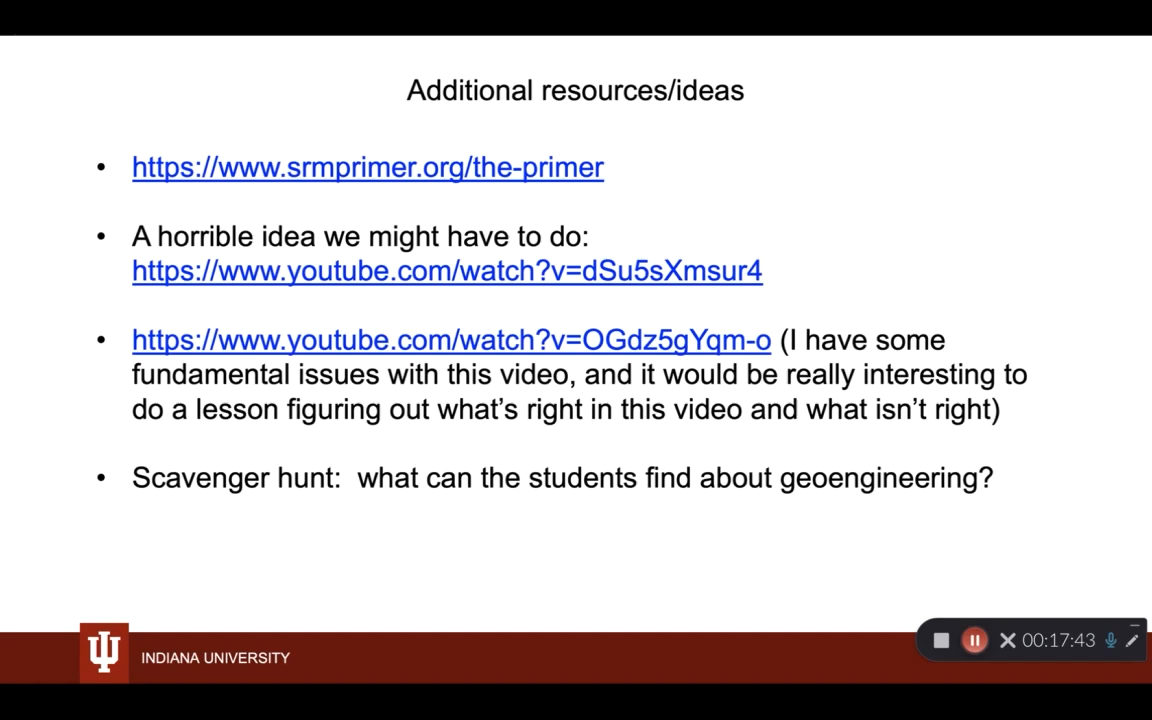 Additional resources/ideas
• https://www.srmprimer.org/the-primer
• A horrible idea we might have to do:
https://www.youtube.com/watch?v=dSu5sXmsur4
• https://www.youtube.com/watch?v=OGdz5gYqm-o (I have some
fundamental issues with this video, and it would be really interesting to
do a lesson figuring out what’s right in this video and what isn’t right)
• Scavenger hunt:  what can the students find about geoengineering?
INDIANA UNIVERSITY
00:17:43